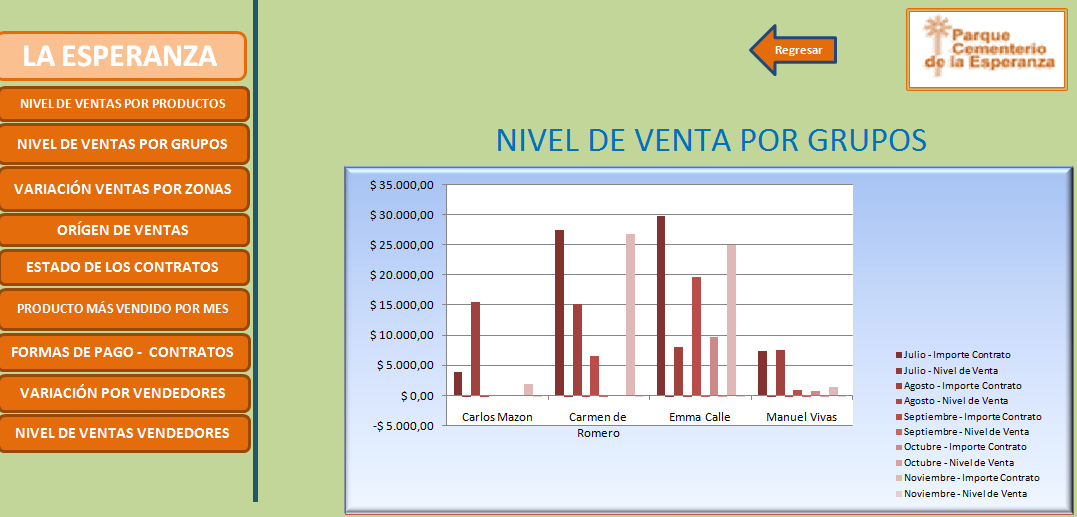 LA ESPERANZA
NIVEL DE VENTAS POR PRODUCTOS
NIVEL DE VENTAS POR GRUPOS
VARIACIÓN VENTAS POR ZONAS
ORÍGEN DE VENTAS
ESTADO DE LOS CONTRATOS
PRODUCTO MÁS VENDIDO POR MES
FORMAS DE PAGO - CONTRATOS
VARIACIÓN POR VENDEDORES
NIVEL DE VENTAS VENDEDORES
Regresar
Parque
Cementerio
de la Esperanza
NIVEL DE VENTA POR GRUPOS
$ 35.000,00
$ 30.000,00
$ 25.000,00
$ 20.000,00
$ 15.000,00
$ 10.000,00
$ 5.000,00
$ 0,00
-$ 5.000,00
Carlos Mazon
Carmen de
Romero
Emma Calle
Manuel Vivas
Julio - Importe Contrato
Julio - Nivel de Venta
Agosto - Importe Contrato
Agosto - Nivel de Venta
Septiembre - Importe Contrato
Septiembre - Nivel de Venta
Octubre - Importe Contrato
Octubre - Nivel de Venta
Noviembre - Importe Contrato
Noviembre - Nivel de Venta